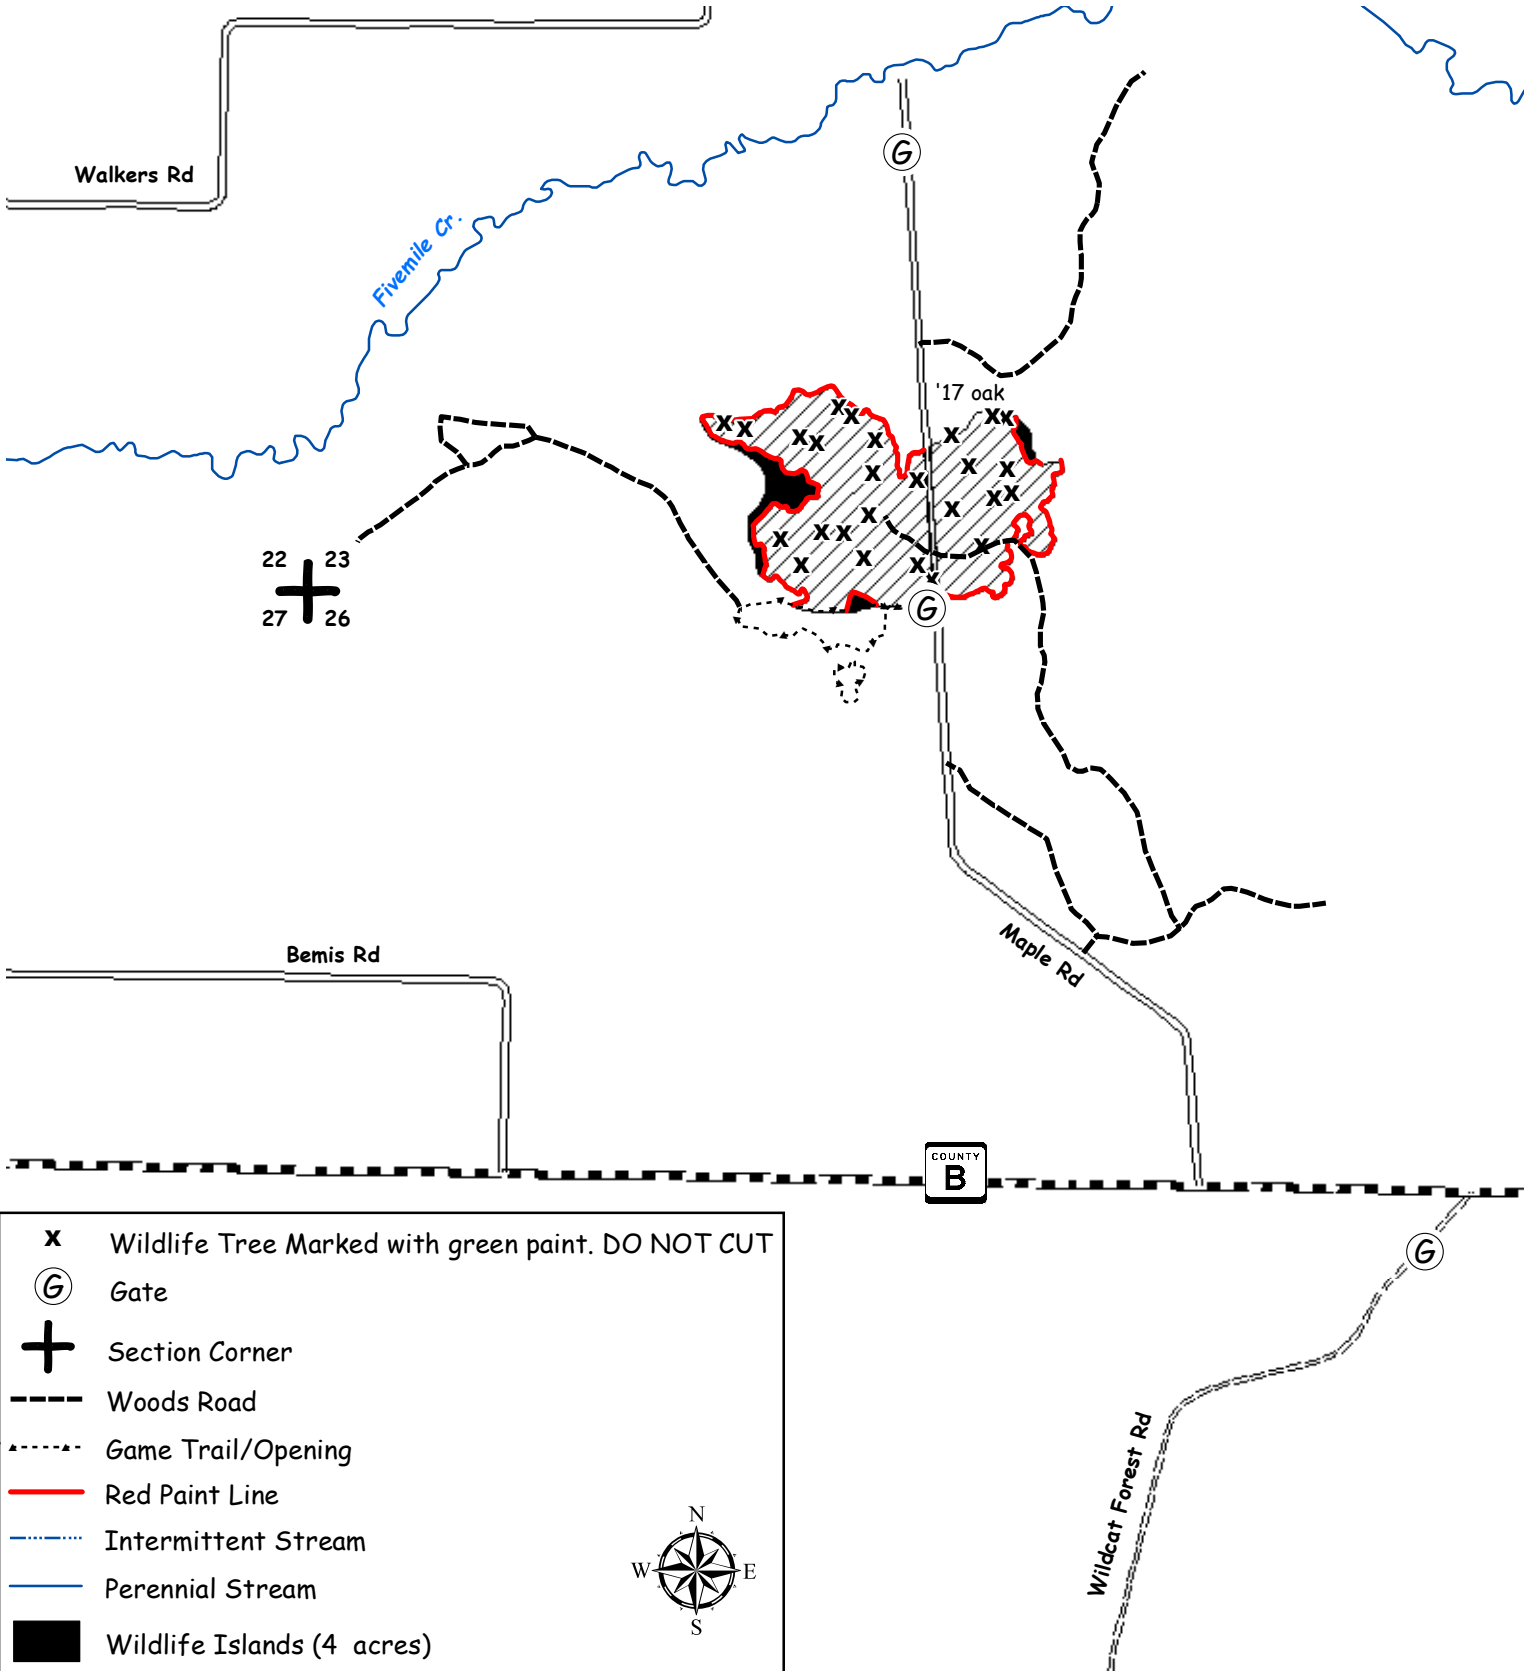 G
Walkers Rd
Fivemile Cr.
'17 oak
22 23
27 26
G
Bemis Rd
Maple Rd
COUNTY
B
G
Wildcat Forest Rd
x Wildlife Tree Marked with green paint. DO NOT CUT
G Gate
Section Corner
Woods Road
Game Trail/Opening
Red Paint Line
Intermittent Stream
Perennial Stream
Wildlife Islands (4 acres)
N
W E
S